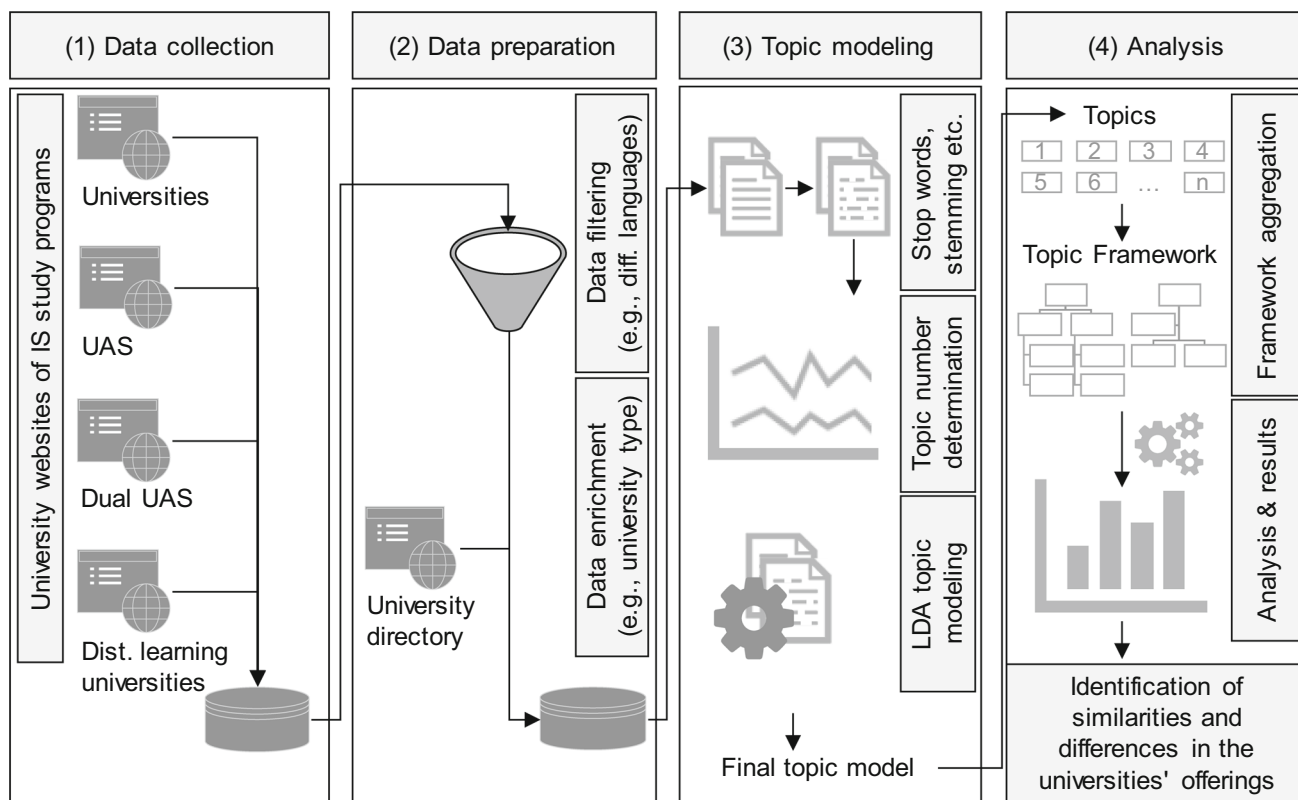 (1) Data collection
University websites of IS study programs
Universities
UAS
Dual UAS
Dist. learning
universities
(2) Data preparation
Data filtering
(e.g., diff. languages)
Data enrichment
(e.g., university type)
University
directory
(3) Topic modeling
Stop words,
stemming etc.
Topic number
determination
LDA topic
modeling
Final topic model
(4) Analysis
Topics
1 2 3 4
5 6 ... n
Topic Framework
Framework aggregation
Analysis & results
Identification of
similarities and
differences in the
universities' offerings